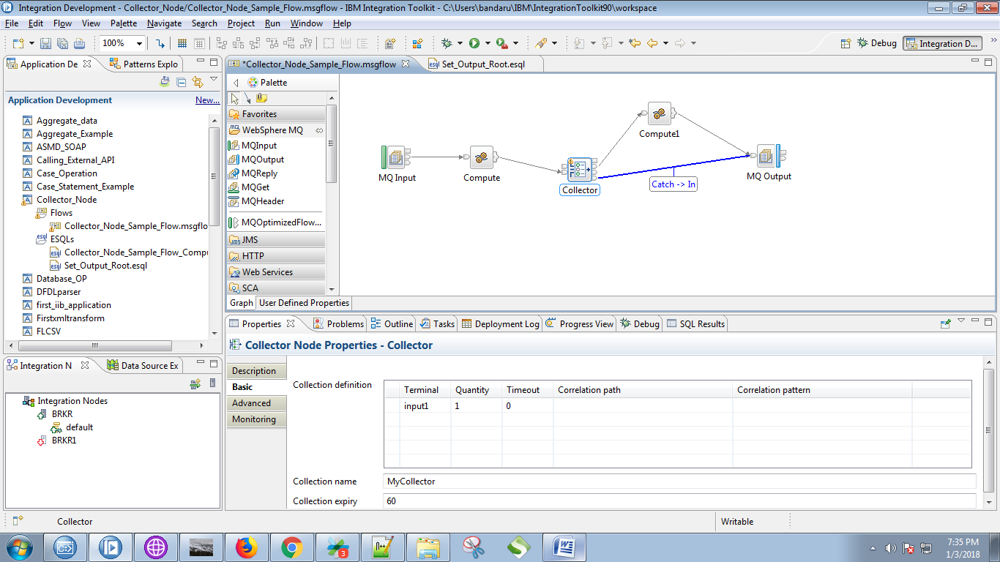 Integration Development - Collector_Node/Collector_Node_Sample_Flow.msgflow - IBM Integration Toolkit - C:\Users\bandaru\IBM\IntegrationToolkit90\workspace
File Edit Flow View Palette Navigate Search Project Run Window Help
100%
Debug
Integration D...
Application De
Patterns Explo
Application Development
New...
Aggregate_data
Aggregate_Example
ASMD_SOAP
Calling_External_API
Case_Operation
Case_Statement_Example
Collector_Node
Flows
Collector_Node_Sample_Flow.msgflo
esql ESQLs
esql Collector_Node_Sample_Flow_Compu
esql Set_Output_Root.esql
Database_OP
DFDLparser
first_iib_application
Firstxmltransform
FLCSV
Integration N
Data Source Ex
Integration Nodes
BRKR
default
BRKR1
*Collector_Node_Sample_Flow.msgflow
esql Set_Output_Root.esql
Palette
Favorites
WebSphere MQ
MQInput
MQOutput
MQReply
MQGet
MQHeader
MQOptimizedFlow...
JMS
HTTP
Web Services
SCA
MQ Input
Compute
Collector
Compute1
Catch -> In
MQ Output
Graph
User Defined Properties
Properties
Problems
Outline
Tasks
Deployment Log
Progress View
Debug
SQL Results
Collector Node Properties - Collector
Description
Basic
Advanced
Monitoring
Collection definition
Terminal Quantity Timeout Correlation path Correlation pattern
input1 1 0
Collection name MyCollector
Collection expiry 60
Collector
Writable
3
7:35 PM
1/3/2018